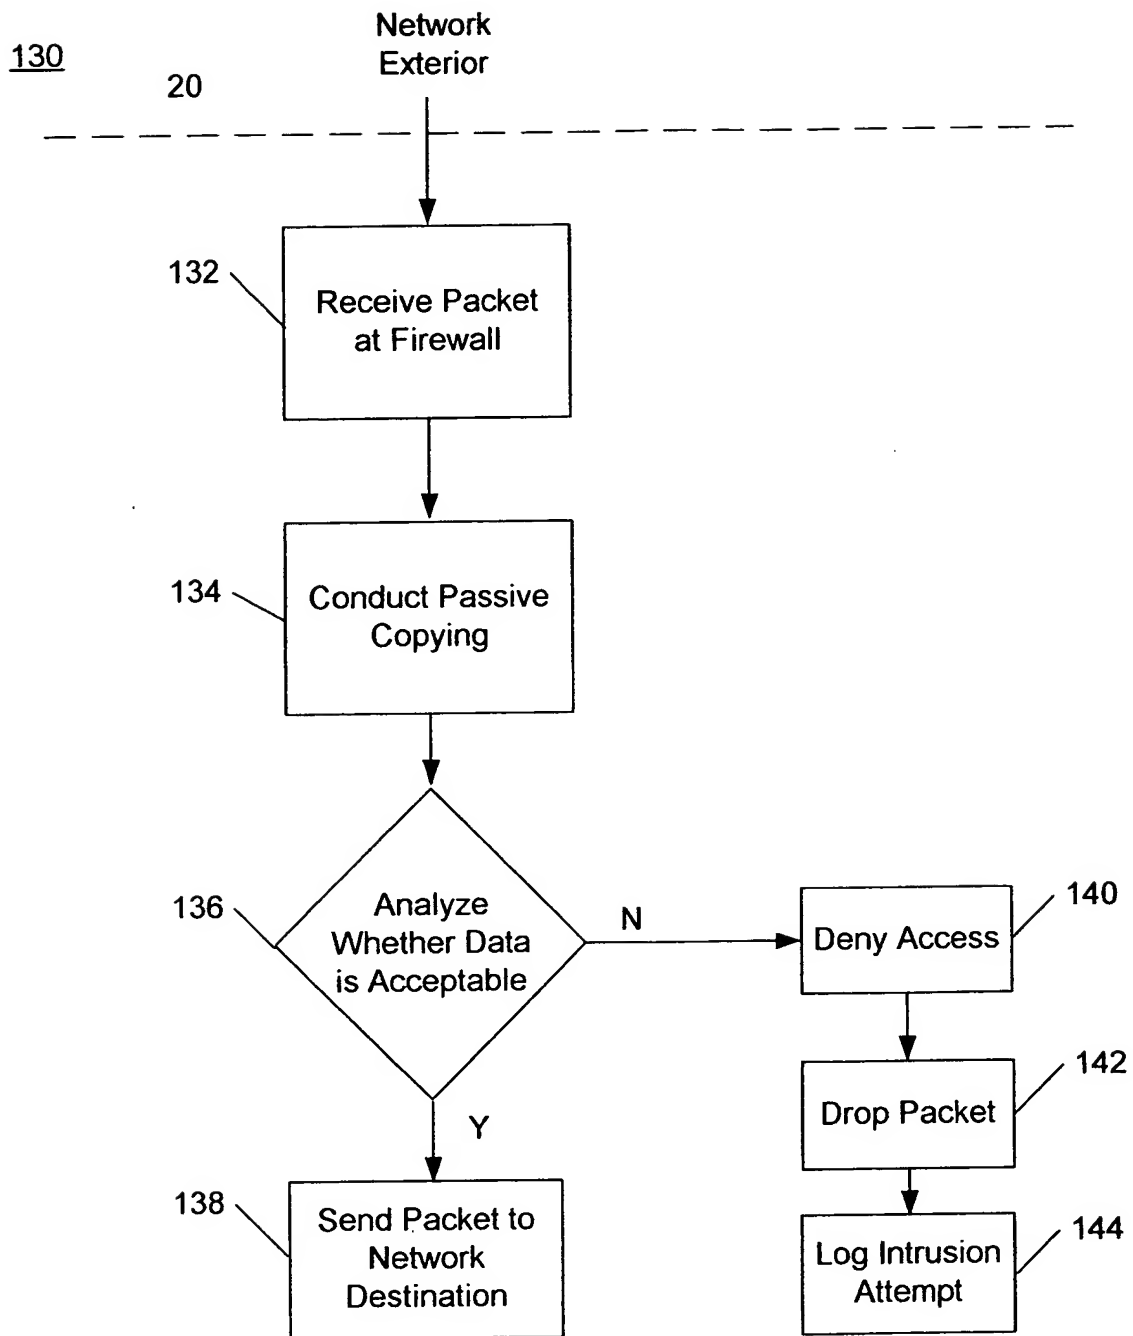 130
20
Network
Exterior
132
Receive Packet
at Firewall
134
Conduct Passive
Copying
136
Analyze
Whether Data
is Acceptable
N
140
Deny Access
142
Drop Packet
Y
138
Send Packet to
Network
Destination
144
Log Intrusion
Attempt